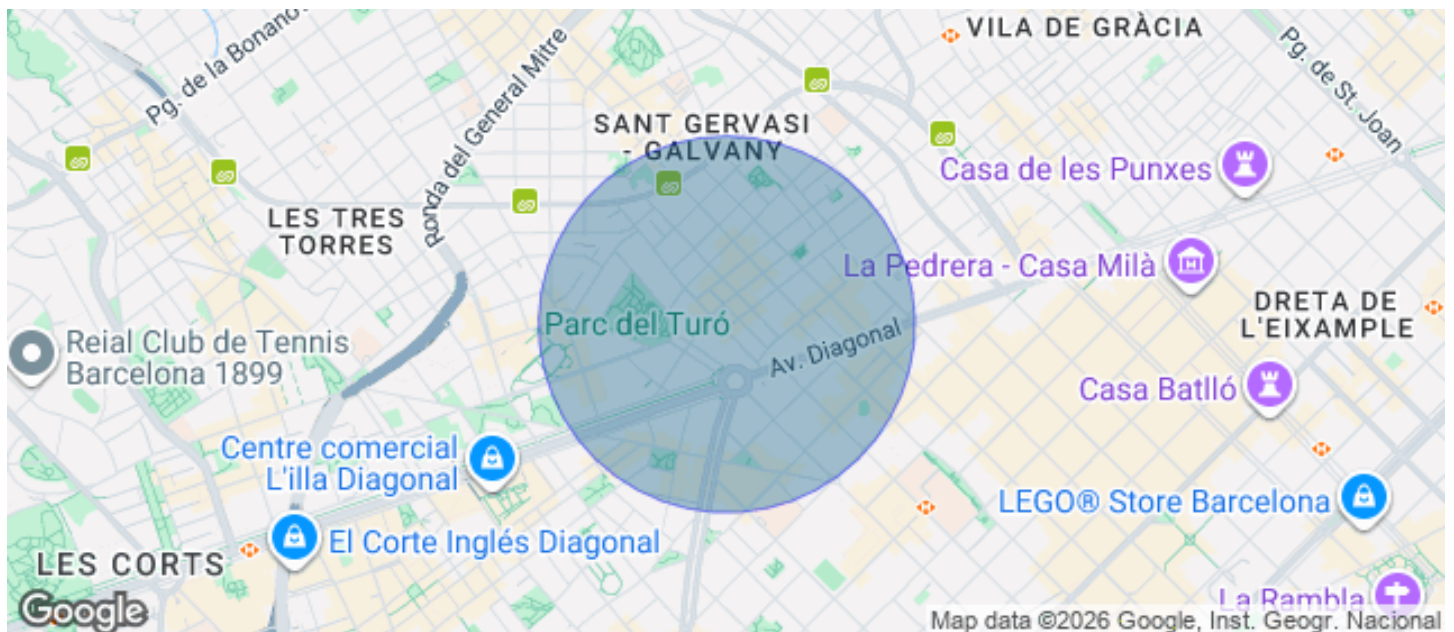 VILA DE GRÀCIA
Pg. de la Bonanov
Ronda del General Mitre
Pg. de St. Joan
SANT GERVASI
- GALVANY
Casa de les Punxes
LES TRES
TORRES
La Pedrera - Casa Milà
DRETA DE
L'EIXAMPLE
Parc del Turó
Av. Diagonal
Reial Club de Tennis
Barcelona 1899
Casa Batlló
Centre comercial
L'illa Diagonal
LEGO® Store Barcelona
El Corte Inglés Diagonal
LES CORTS
La Rambla
Google
Map data ©2026 Google, Inst. Geogr. Nacional